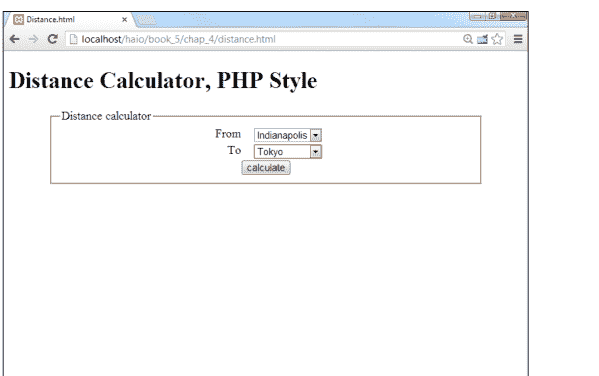 Distance.html
localhost/haio/book_5/chap_4/distance.html
Distance Calculator, PHP Style
Distance calculator
From Indianapolis
To Tokyo
calculate